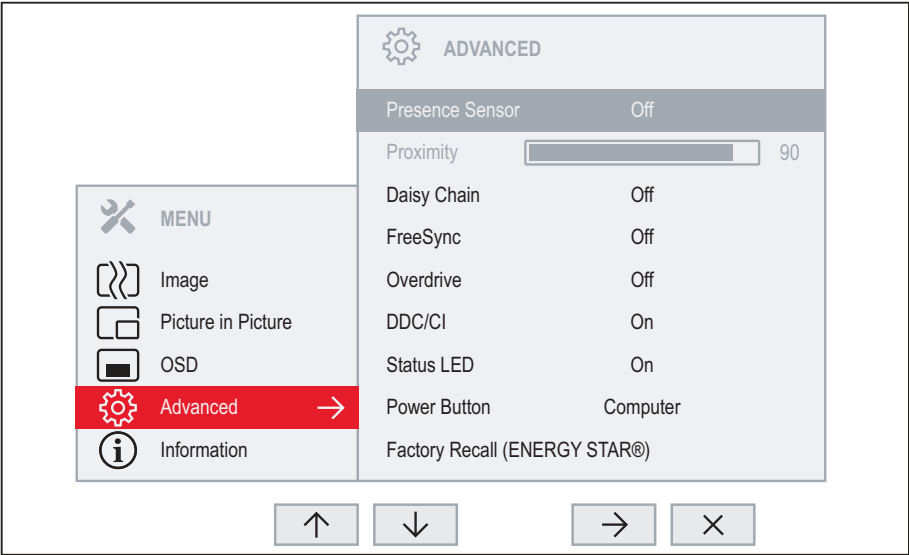 ADVANCED
Presence Sensor Off
Proximity 90
Daisy Chain Off
FreeSync Off
Overdrive Off
DDC/CI On
Status LED On
Power Button Computer
Factory Recall (ENERGY STAR®)
MENU
Image
Picture in Picture
OSD
Advanced
Information